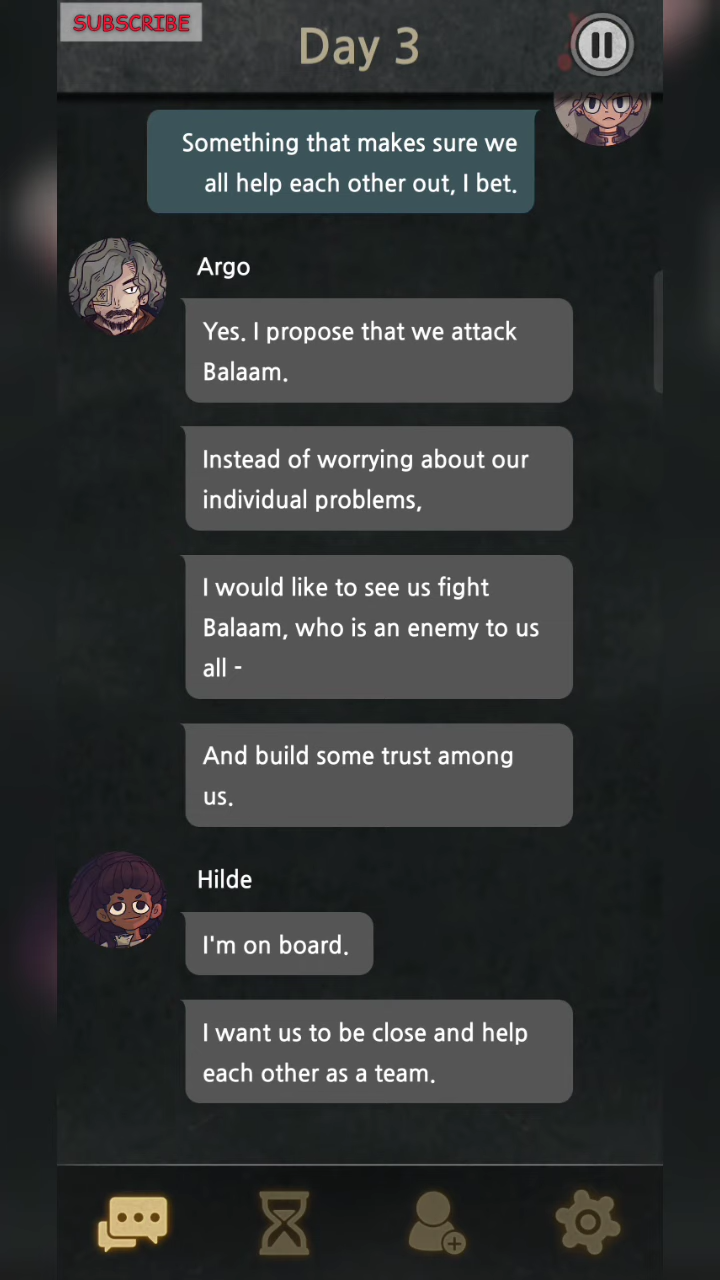 SUBSCRIBE
Day 3
Something that makes sure we
all help each other out, I bet.
Argo
Yes. I propose that we attack
Balaam.
Instead of worrying about our
individual problems,
I would like to see us fight
Balaam, who is an enemy to us
all -
And build some trust among
us.
Hilde
I'm on board.
I want us to be close and help
each other as a team.